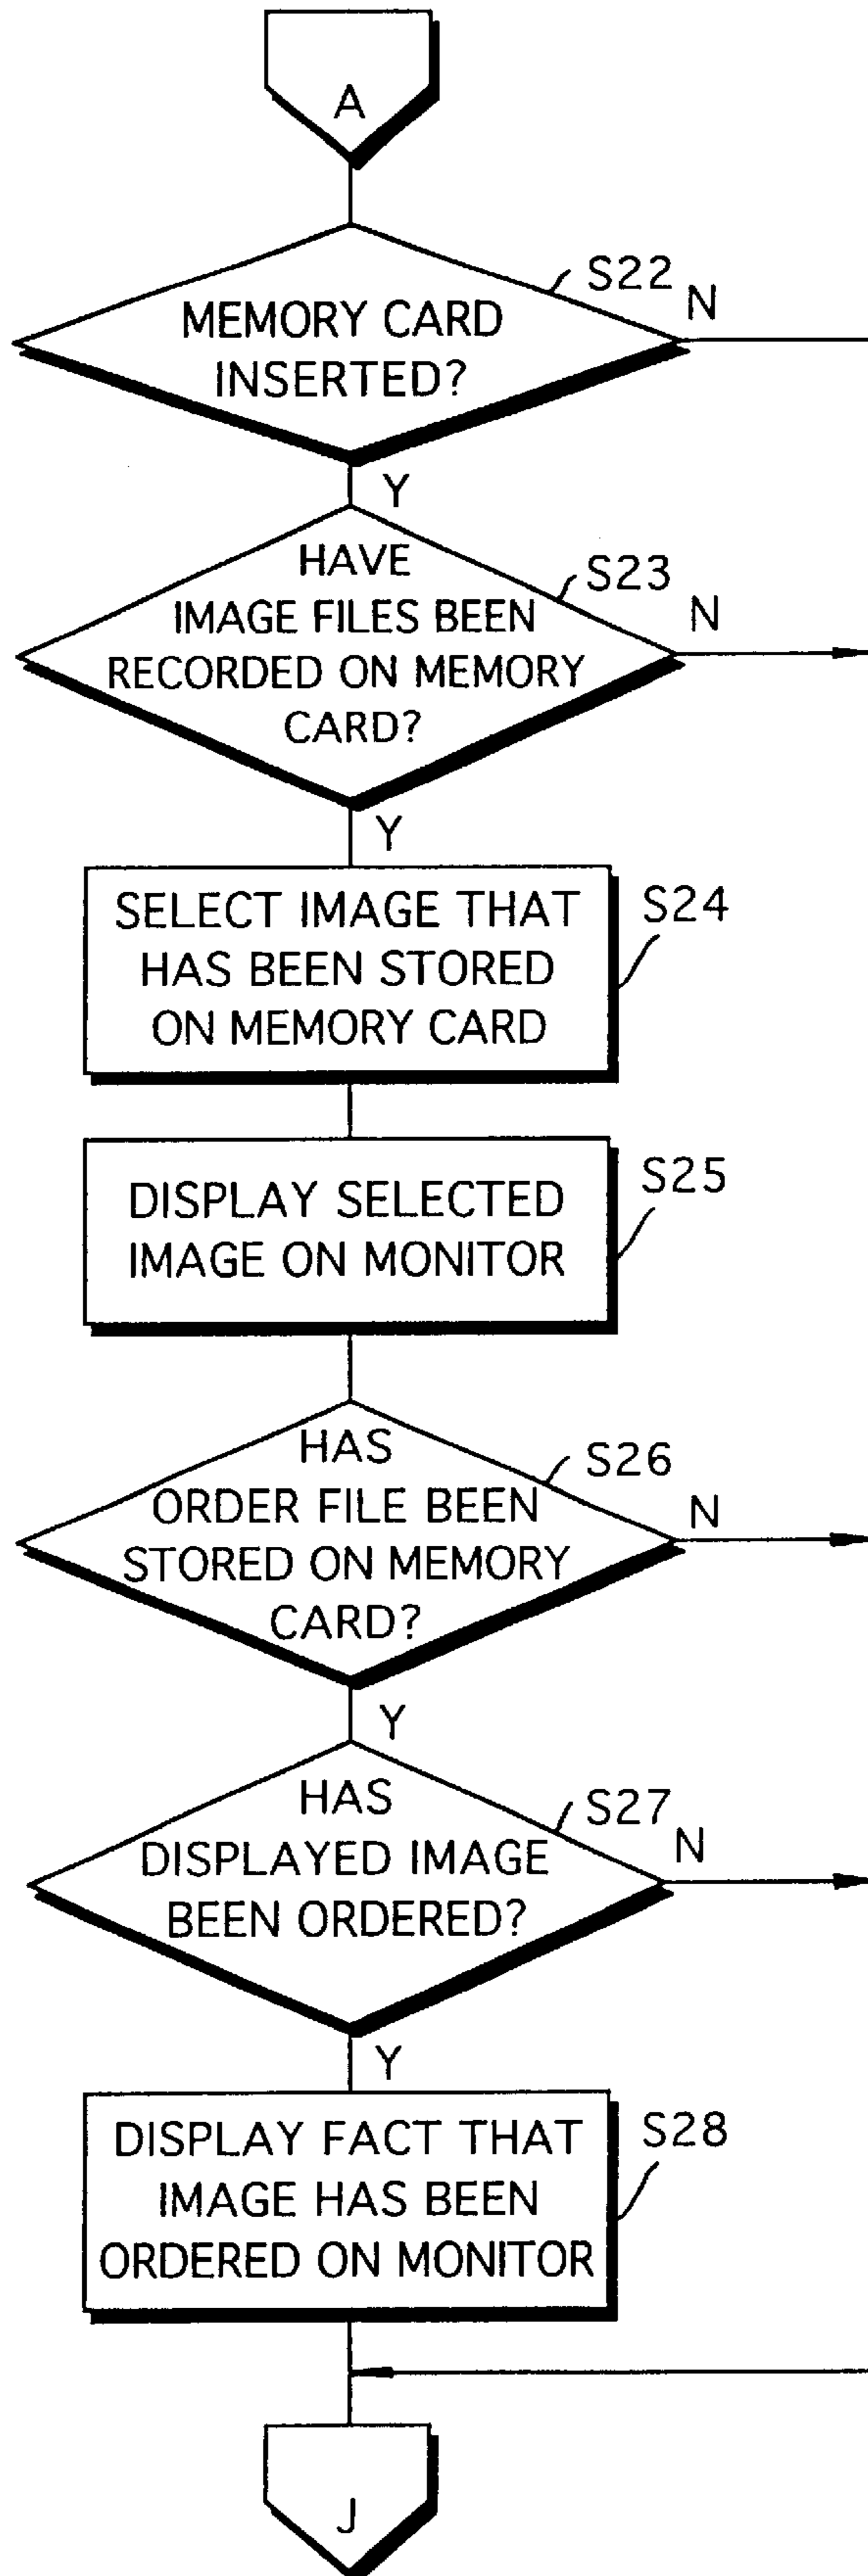 A
S22
N
MEMORY CARD
INSERTED?
Y
HAVE
S23
IMAGE FILES BEEN
N
RECORDED ON MEMORY
CARD?
Y
SELECT IMAGE THAT
S24
HAS BEEN STORED
ON MEMORY CARD
S25
DISPLAY SELECTED
IMAGE ON MONITOR
HAS
S26
ORDER FILE BEEN
N
STORED ON MEMORY
CARD?
Y
HAS
S27
DISPLAYED IMAGE
N
BEEN ORDERED?
Y
DISPLAY FACT THAT
S28
IMAGE HAS BEEN
ORDERED ON MONITOR
J